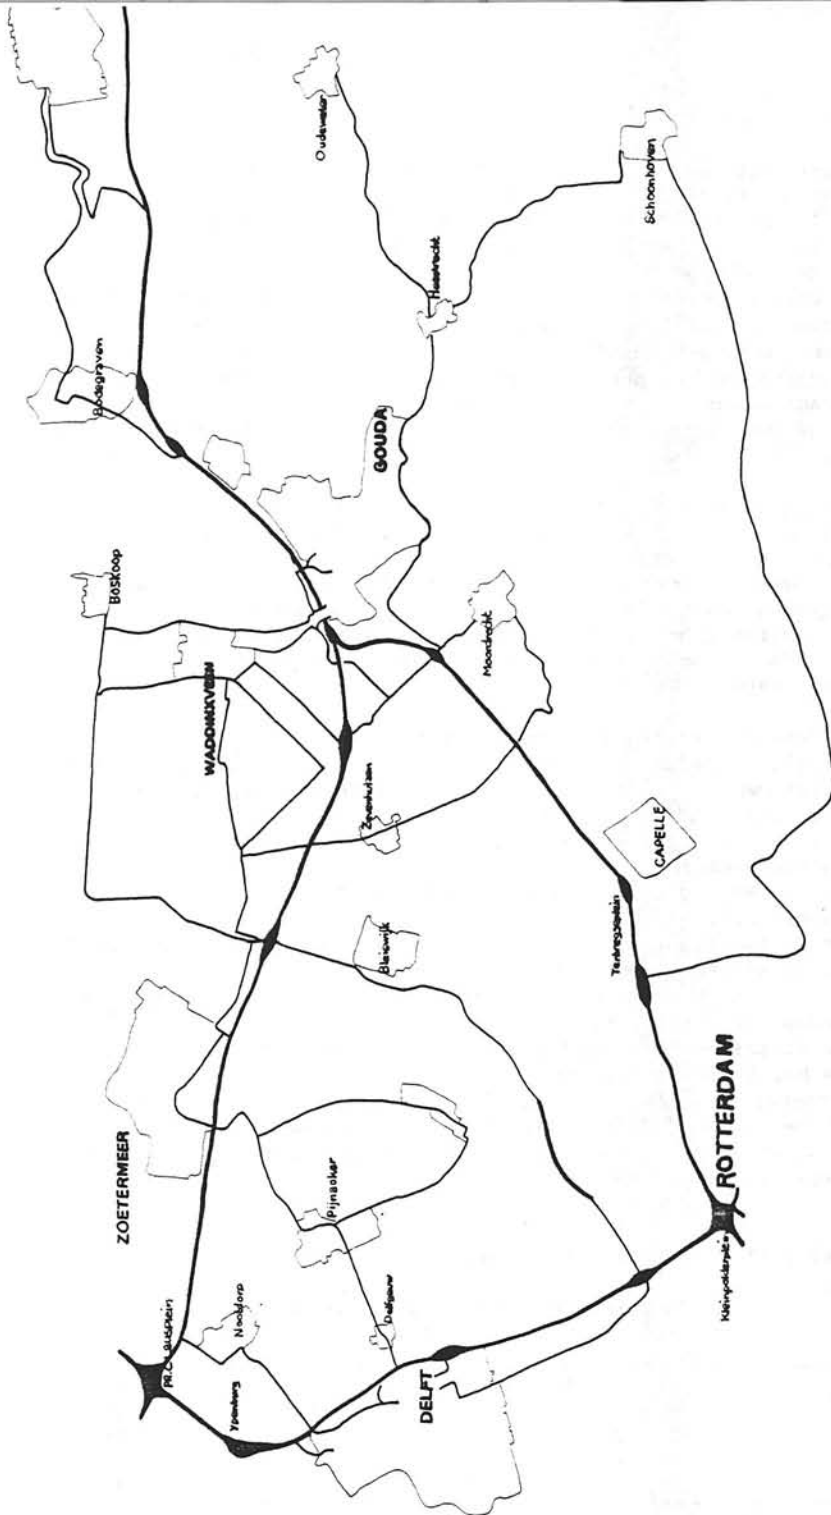 Oudewater
Schoonhoven
Haastrecht
Bodegraven
GOUDA
Boskoop
Moordrecht
WADDINXVEEN
Zevenhuizen
CAPELLE
Bleiswijk
Terbregseplein
ROTTERDAM
ZOETERMEER
Pijnacker
Kleinpolderplein
Nootdorp
Delfgauw
PR. CLAUSPLEIN
Ypenburg
DELFT